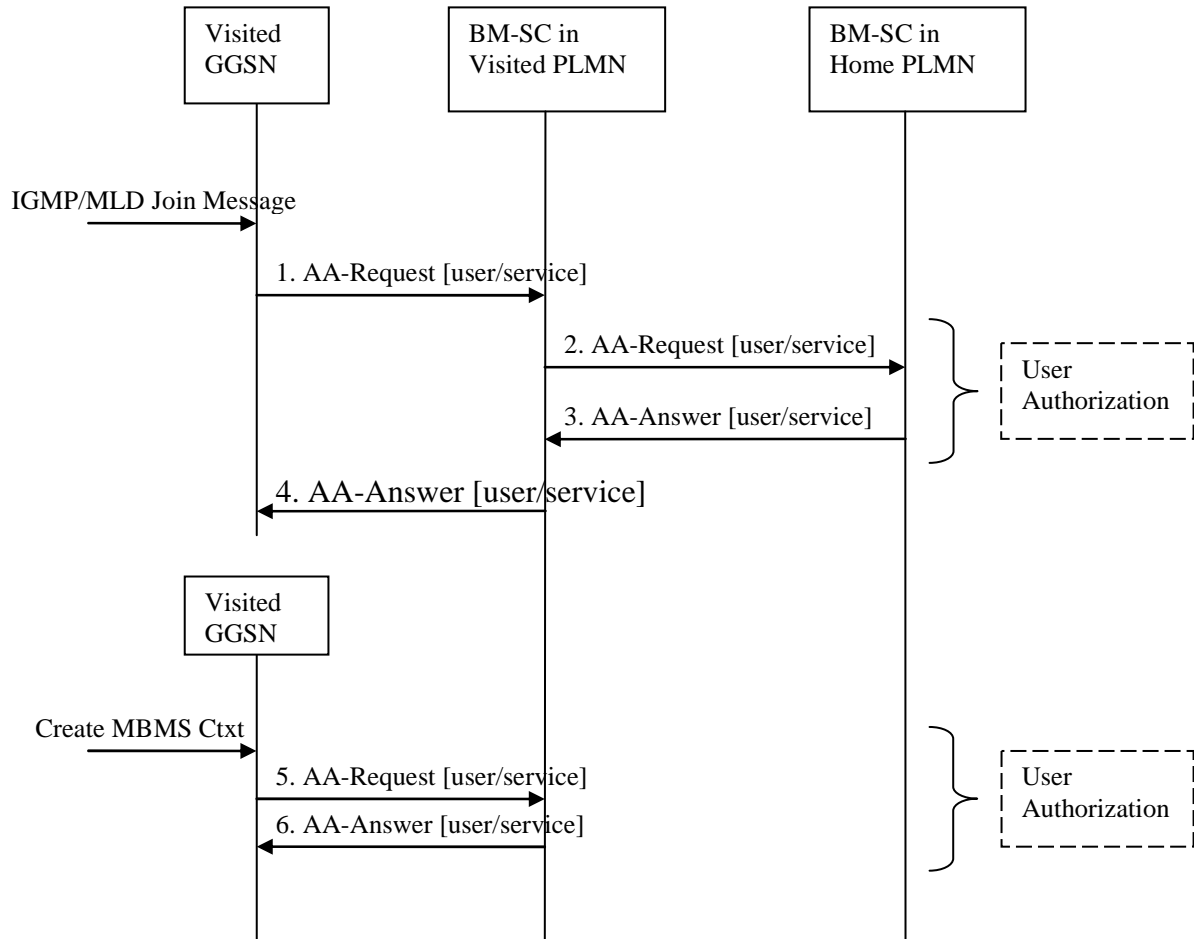 Visited
GGSN
BM-SC in
Visited PLMN
BM-SC in
Home PLMN
IGMP/MLD Join Message
1. AA-Request [user/service]
2. AA-Request [user/service]
User
Authorization
3. AA-Answer [user/service]
4. AA-Answer [user/service]
Visited
GGSN
Create MBMS Ctxt
5. AA-Request [user/service]
User
Authorization
6. AA-Answer [user/service]